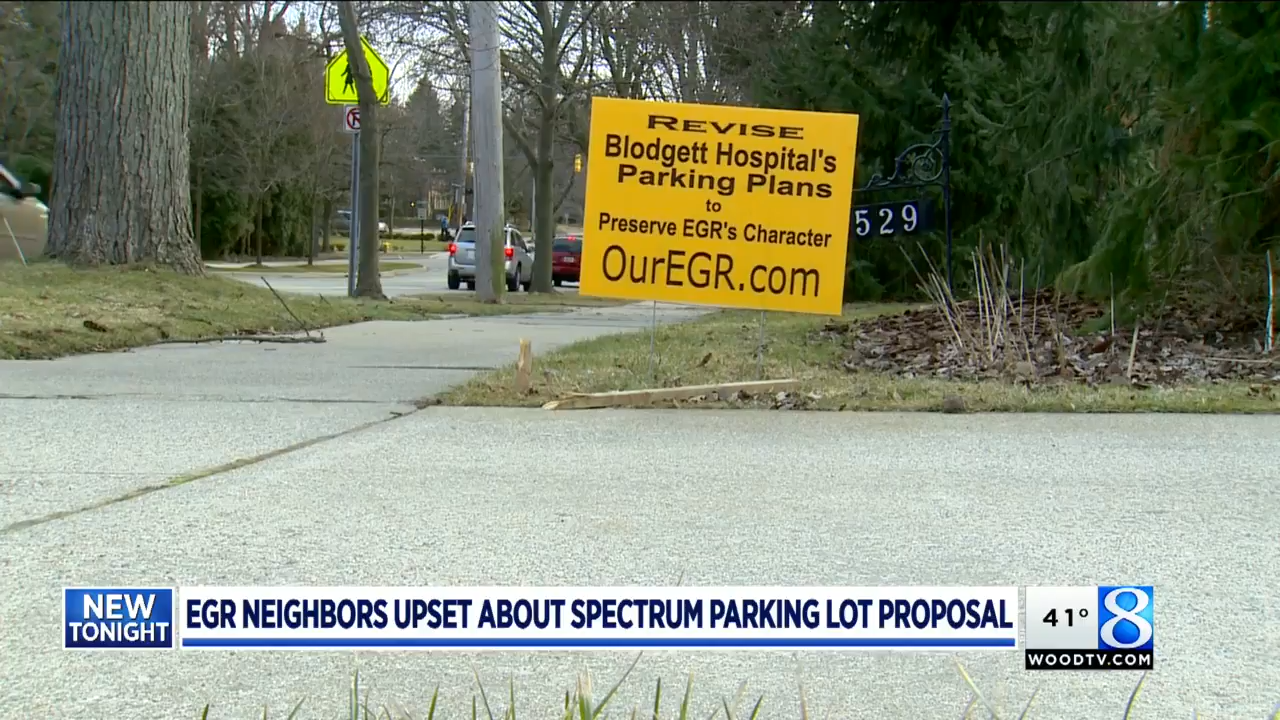 REVISE
Blodgett Hospital's
Parking Plans
to
Preserve EGR's Character
OurEGR.com
529
NEW
TONIGHT
EGR NEIGHBORS UPSET ABOUT SPECTRUM PARKING LOT PROPOSAL
41°
8
WOODTV.COM